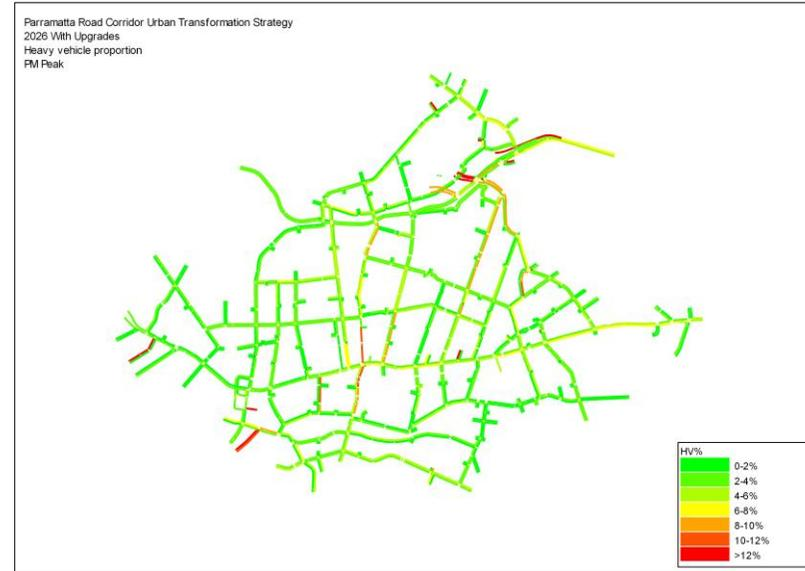 Parramatta Road Corridor Urban Transformation Strategy
2026 With Upgrades
Heavy vehicle proportion
PM Peak
HV%
0-2%
2-4%
4-6%
6-8%
8-10%
10-12%
>12%